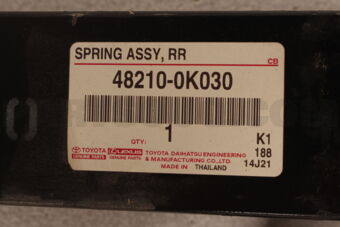 SPRING ASSY, RR
CB
48210-0K030
QTY:
1
K1
TOYOTA LEXUS TOYOTA DAIHATSU ENGINEERING
GENUINE PARTS GENUINE PARTS & MANUFACTURING CO.,LTD.
188
MADE IN THAILAND
14J21